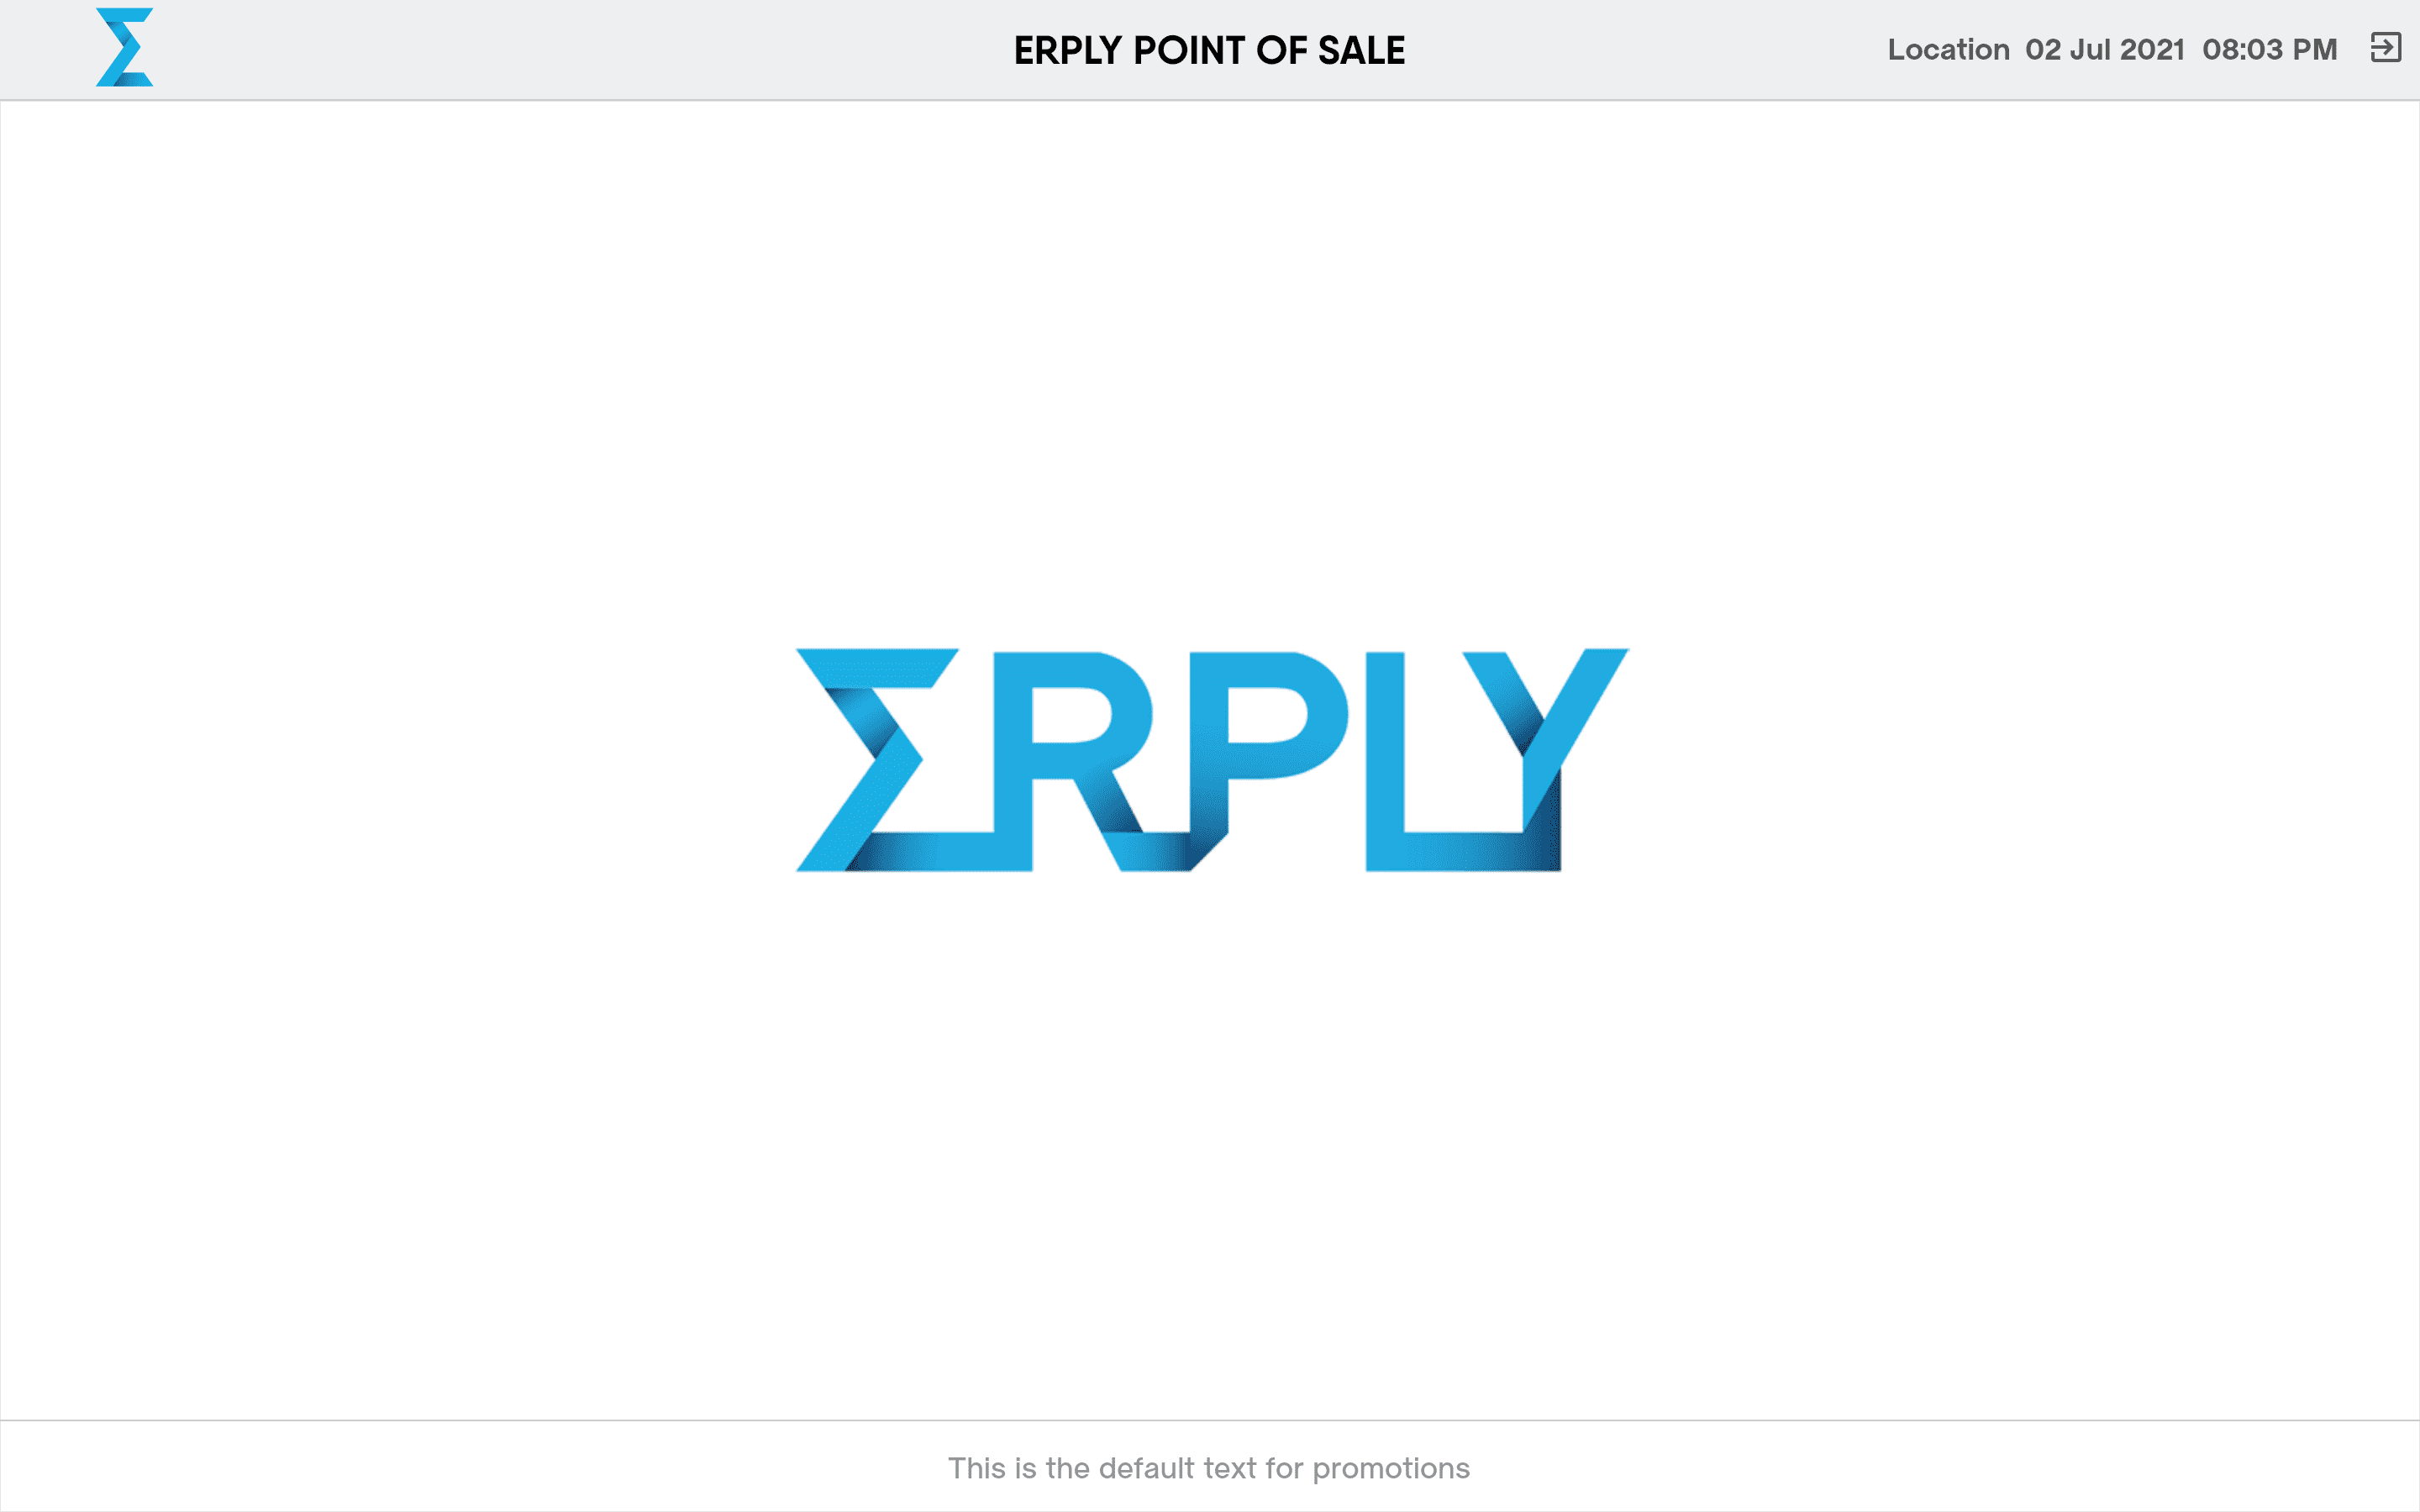 ERPLY POINT OF SALE
Location 02 Jul 2021 08:03 PM
ERPLY
This is the default text for promotions